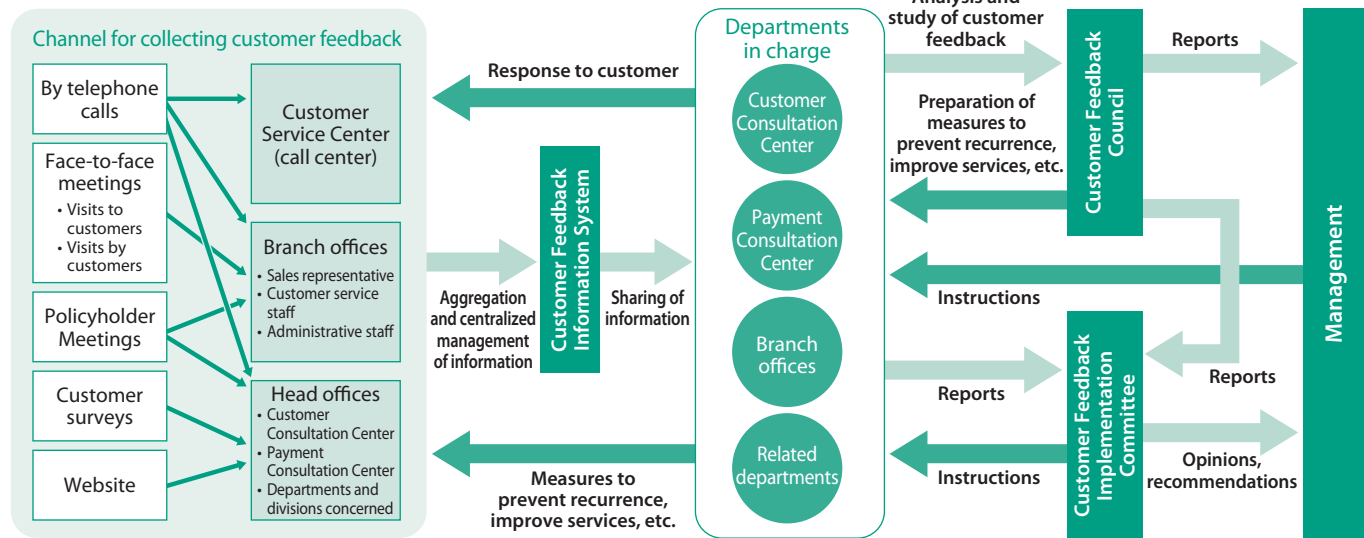 Channel for collecting customer feedback
By telephone
calls
Face-to-face
meetings
• Visits to
customers
• Visits by
customers
Policyholder
Meetings
Customer
surveys
Website
Customer
Service Center
(call center)
Branch offices
• Sales representative
• Customer service
staff
• Administrative staff
Head offices
• Customer
Consultation Center
• Payment
Consultation Center
• Departments and
divisions concerned
Response to customer
Aggregation
and centralized
management
of information
Customer Feedback
Information System
Sharing of
information
Measures to
prevent recurrence,
improve services, etc.
Departments
in charge
Customer
Consultation
Center
Payment
Consultation
Center
Branch
offices
Related
departments
Analysis and
study of customer
feedback
Preparation of
measures to
prevent recurrence,
improve services, etc.
Instructions
Reports
Instructions
Customer Feedback
Council
Customer Feedback
Implementation
Committee
Reports
Reports
Opinions,
recommendations
Management